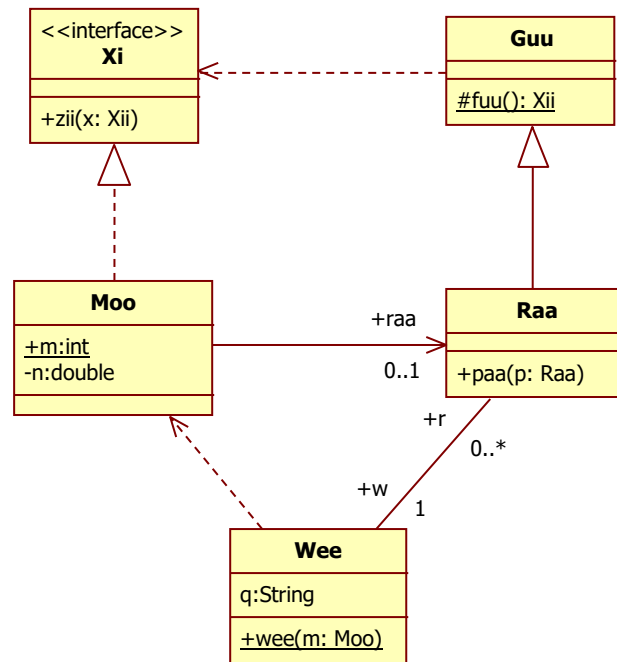 <<interface>>
Xi
+zii(x: Xii)
Guu
#fuu(): Xii
Moo
+m:int
-n:double
+raa
0..1
Raa
+paa(p: Raa)
+r
0..*
+w
1
Wee
q:String
+wee(m: Moo)